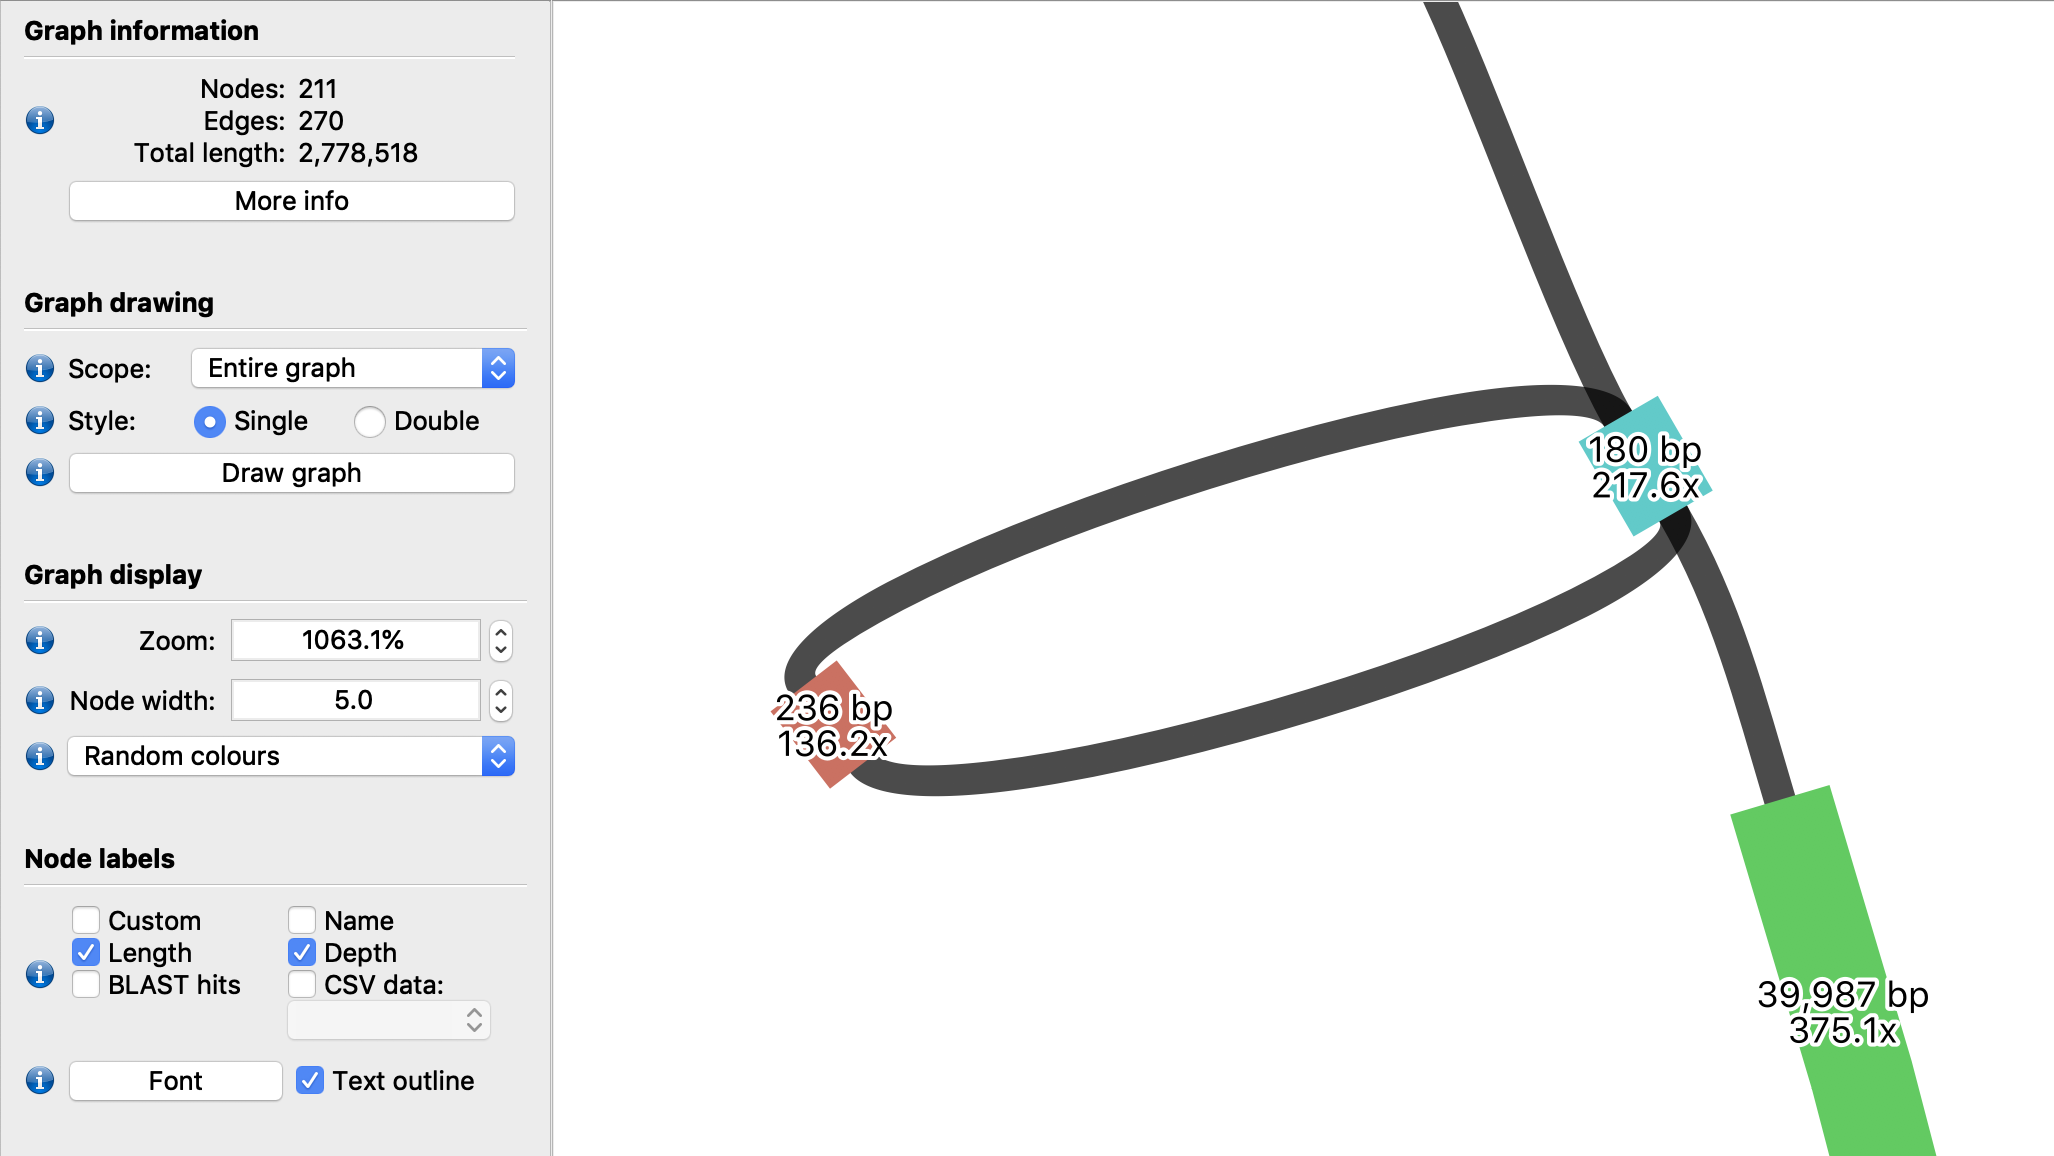 Graph information
Nodes: 211
Edges: 270
Total length: 2,778,518
More info
Graph drawing
Scope: Entire graph
Style: Single Double
Draw graph
Graph display
Zoom: 1063.1%
Node width: 5.0
Random colours
Node labels
Custom Name
Length Depth
BLAST hits CSV data:
Font Text outline
180 bp
217.6x
236 bp
136.2x
39,987 bp
375.1x